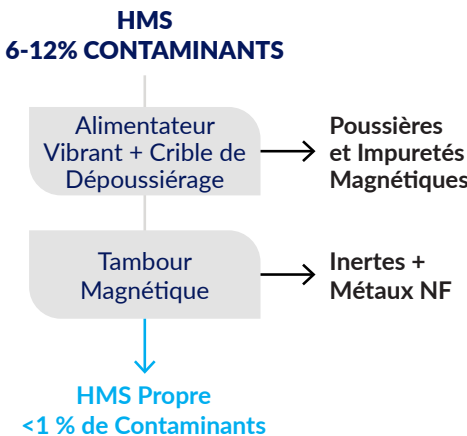 HMS
6-12% CONTAMINANTS
Alimentateur
Vibrant + Crible de
Dépoussiérage
Poussières
et Impuretés
Magnétiques
Tambour
Magnétique
Inertes +
Métaux NF
HMS Propre
<1 % de Contaminants